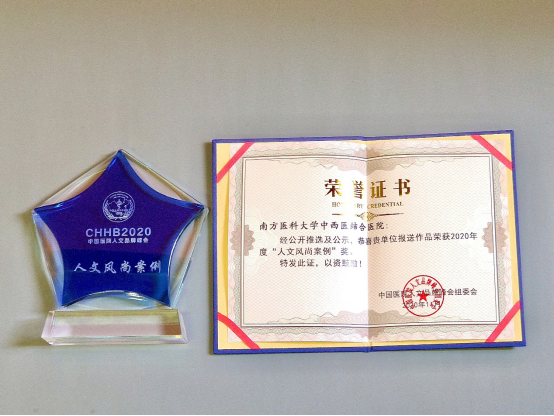 CHHB2020
中国医院人文品牌峰会
人文风尚案例
荣誉证书
南方医科大学中西医结合医院：
经公开推选及公示，恭喜贵单位报送作品荣获2020年
度“人文风尚案例”奖。
特发此证，以资鼓励！
中国医院人文品牌峰会组委会